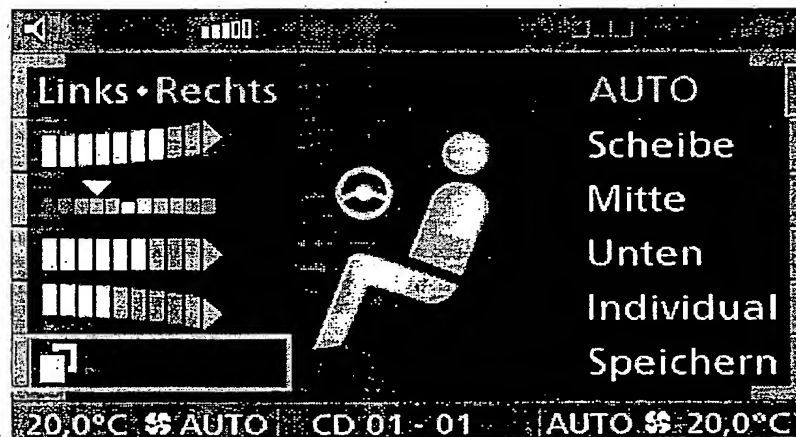 Links • Rechts
AUTO
Scheibe
Mitte
Unten
Individual
Speichern
20,0°C AUTO
CD 01 - 01
AUTO 20,0°C